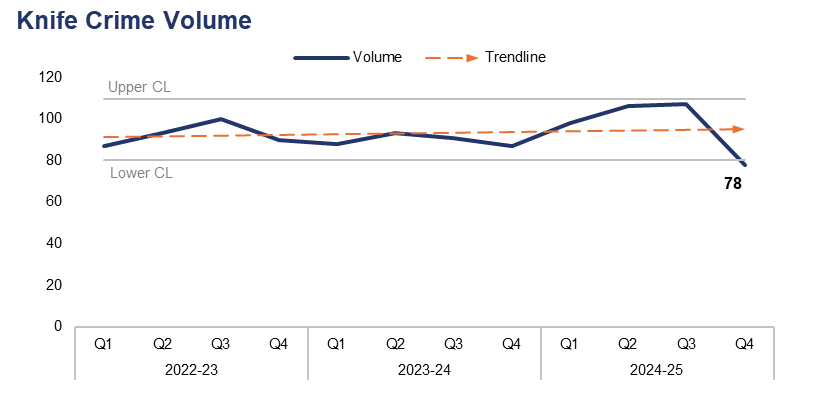 Knife Crime Volume
Volume
Trendline
120
Upper CL
100
80
Lower CL
78
60
40
20
0
Q1 Q2 Q3 Q4 Q1 Q2 Q3 Q4 Q1 Q2 Q3 Q4
2022-23 2023-24 2024-25